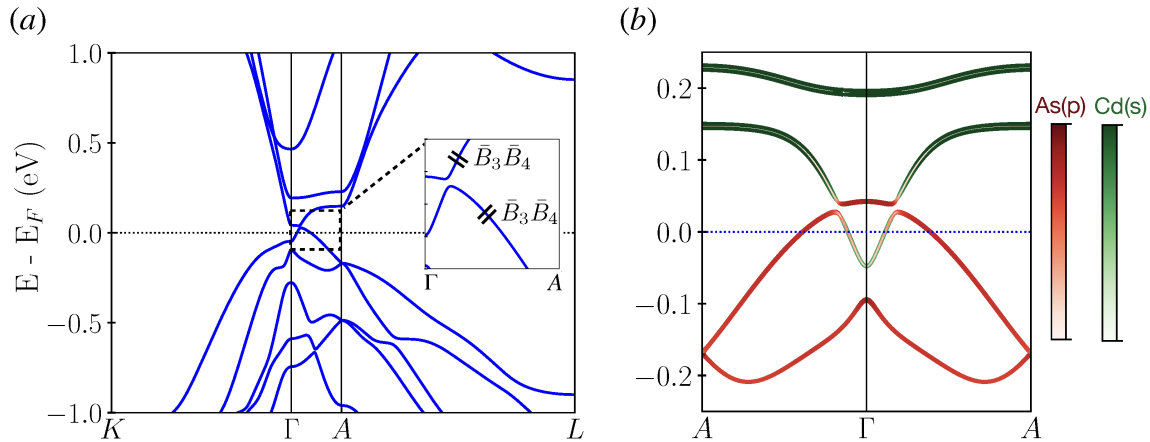 (a)
E - E_F (eV)
1.0
0.5
0.0
−0.5
−1.0
K
Γ
A
L
B̄₃B̄₄
B̄₃B̄₄
Γ
A
(b)
0.2
0.1
0.0
−0.1
−0.2
A
Γ
A
As(p) Cd(s)